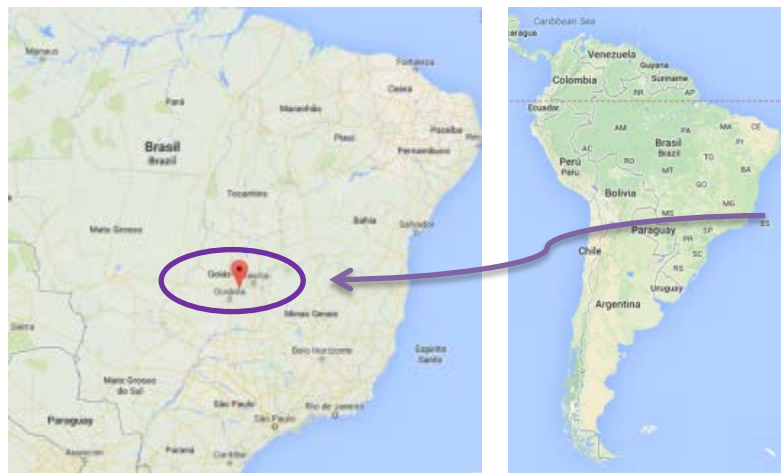 Manaus
Fortaleza
Ceará
Pará
Maranhão
Paraíba
Piauí
Brasil
Brazil
Pernambuco
Tocantins
Bahia
Salvador
Mato Grosso
Goiás
Goiânia
Minas Gerais
Belo Horizonte
Espírito
Santo
Mato Grosso
do Sul
São Paulo
Rio de Janeiro
São Paulo
Paraguay
Paraná
Curitiba
Caribbean Sea
Venezuela
Guyana
Suriname
Colombia
RR
AP
Ecuador
AM
PA
MA
CE
Brasil
Brazil
PI
AC
RO
TO
Perú
Peru
MT
BA
GO
Bolivia
MG
MS
ES
Paraguay
SP
PR
Chile
SC
RS
Uruguay
Argentina